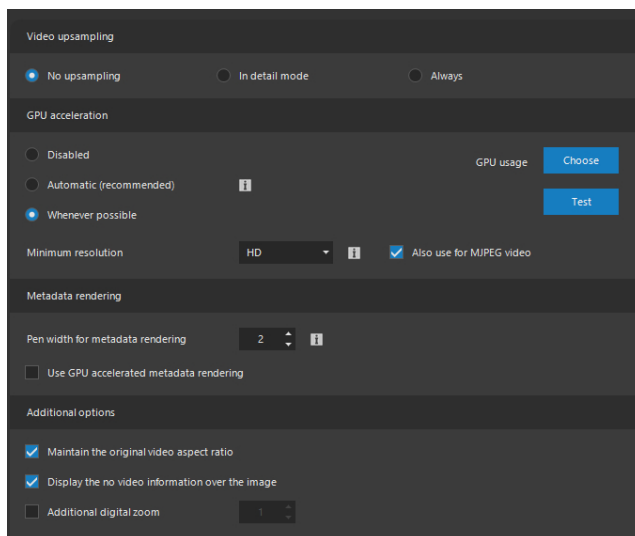 Video upsampling
No upsampling In detail mode Always
GPU acceleration
Disabled GPU usage Choose
Automatic (recommended) i
Test
Whenever possible
Minimum resolution HD i Also use for MJPEG video
Metadata rendering
Pen width for metadata rendering 2 i
Use GPU accelerated metadata rendering
Additional options
Maintain the original video aspect ratio
Display the no video information over the image
Additional digital zoom 1